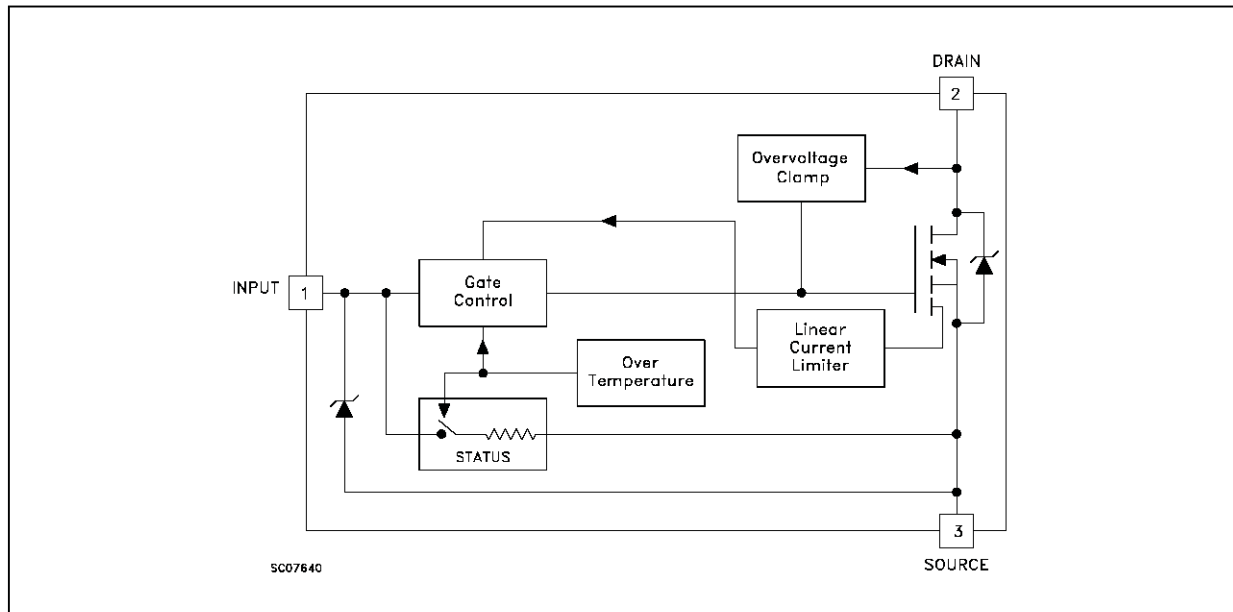 DRAIN
2
Overvoltage
Clamp
INPUT
1
Gate
Control
Linear
Current
Limiter
Over
Temperature
STATUS
3
SOURCE
SC07640